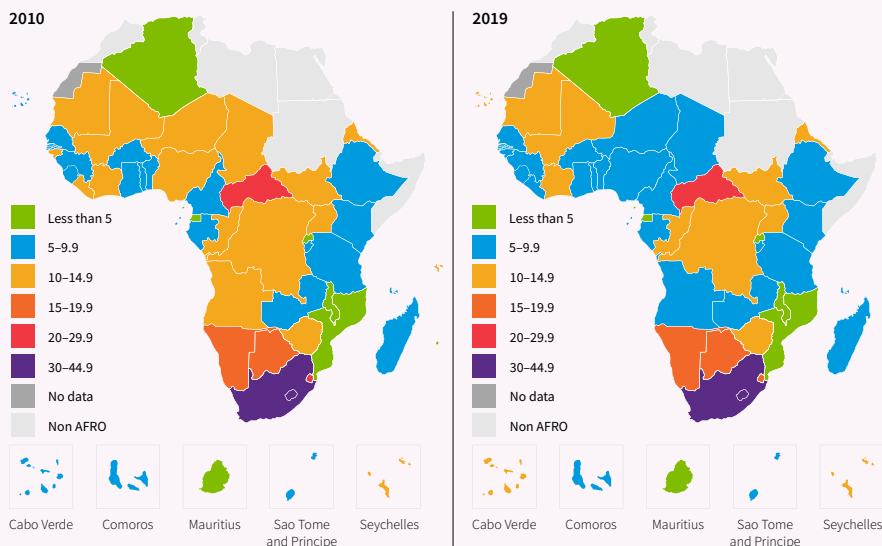 2010
Less than 5
5–9.9
10–14.9
15–19.9
20–29.9
30–44.9
No data
Non AFRO
Cabo Verde
Comoros
Mauritius
Sao Tome
and Principe
Seychelles
2019
Less than 5
5–9.9
10–14.9
15–19.9
20–29.9
30–44.9
No data
Non AFRO
Cabo Verde
Comoros
Mauritius
Sao Tome
and Principe
Seychelles